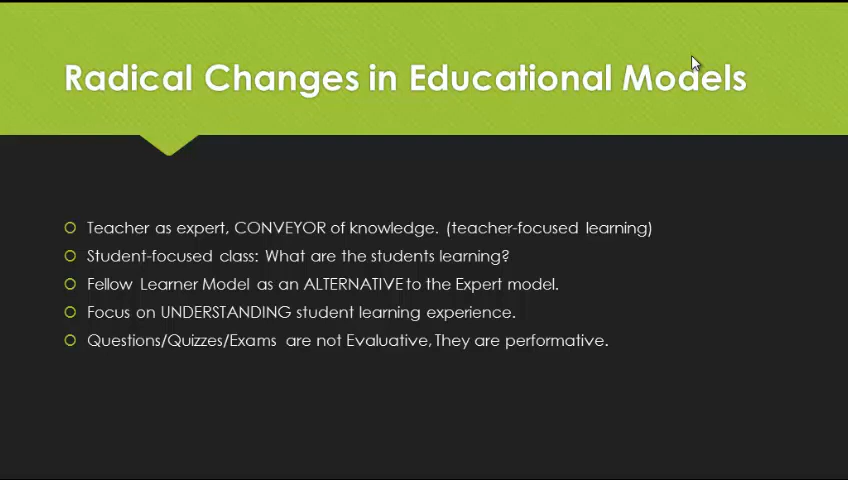 Radical Changes in Educational Models
Teacher as expert, CONVEYOR of knowledge. (teacher-focused learning)
Student-focused class: What are the students learning?
Fellow Learner Model as an ALTERNATIVE to the Expert model.
Focus on UNDERSTANDING student learning experience.
Questions/Quizzes/Exams are not Evaluative, They are performative.